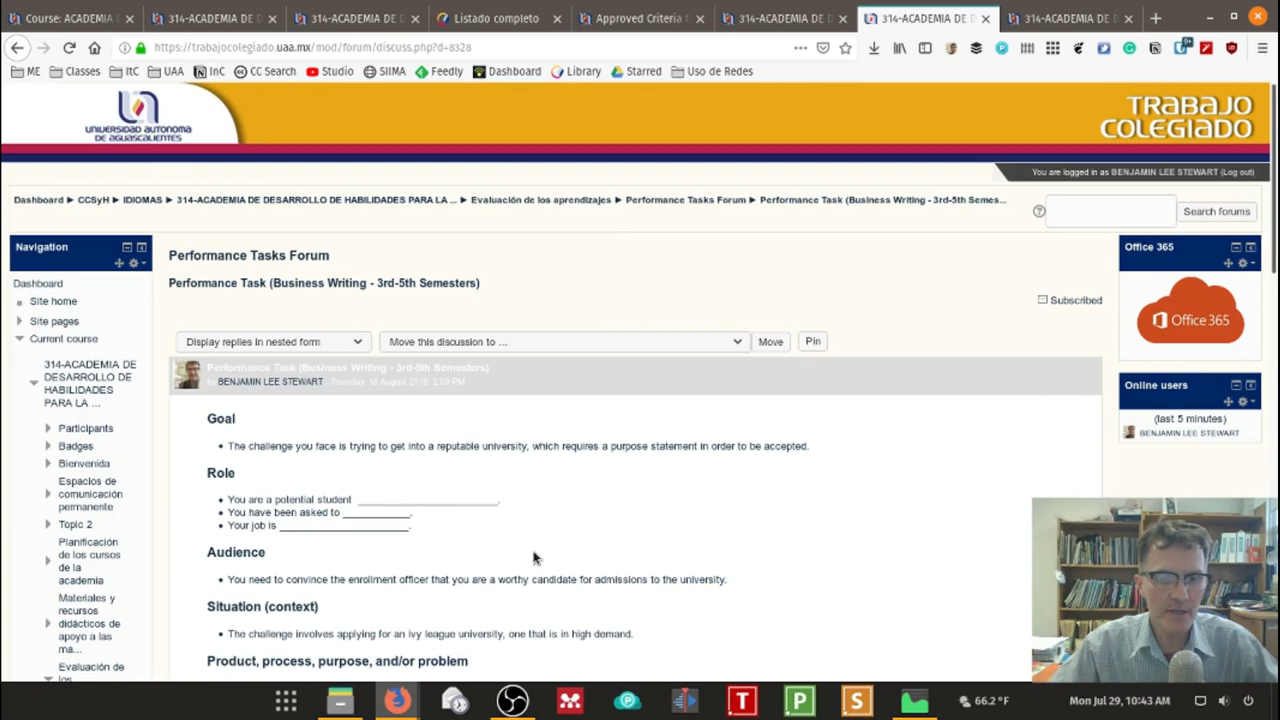 Course: ACADEMIA
314-ACADEMIA DE D
314-ACADEMIA DE D
Listado completo
Approved Criteria f
314-ACADEMIA DE D
314-ACADEMIA DE D
314-ACADEMIA DE D
https://trabajocolegiado.uaa.mx/mod/forum/discuss.php?d=8328
ME Classes ItC UAA InC CC Search Studio SIIMA Feedly Dashboard Library Starred Uso de Redes
UNIVERSIDAD AUTONOMA
DE AGUASCALIENTES
TRABAJO
COLEGIADO
You are logged in as BENJAMIN LEE STEWART (Log out)
Dashboard ► CCSyH ► IDIOMAS ► 314-ACADEMIA DE DESARROLLO DE HABILIDADES PARA LA ... ► Evaluación de los aprendizajes ► Performance Tasks Forum ► Performance Task (Business Writing - 3rd-5th Semes...
Search forums
Navigation
Dashboard
Site home
Site pages
Current course
314-ACADEMIA DE
DESARROLLO DE
HABILIDADES
PARA LA ...
Participants
Badges
Bienvenida
Espacios de
comunicación
permanente
Topic 2
Planificación
de los cursos
de la
academia
Materiales y
recursos
didácticos de
apoyo a las
ma...
Evaluación de
los
Performance Tasks Forum
Performance Task (Business Writing - 3rd-5th Semesters)
Subscribed
Display replies in nested form
Move this discussion to ...
Move
Pin
Performance Task (Business Writing - 3rd-5th Semesters)
by BENJAMIN LEE STEWART - Thursday, 16 August 2018, 2:09 PM
Goal
• The challenge you face is trying to get into a reputable university, which requires a purpose statement in order to be accepted.
Role
• You are a potential student ________________________.
• You have been asked to ____________.
• Your job is ______________________.
Audience
• You need to convince the enrollment officer that you are a worthy candidate for admissions to the university.
Situation (context)
• The challenge involves applying for an ivy league university, one that is in high demand.
Product, process, purpose, and/or problem
Office 365
Office 365
Online users
(last 5 minutes)
BENJAMIN LEE STEWART
T
P
S
66.2 °F
Mon Jul 29, 10:43 AM